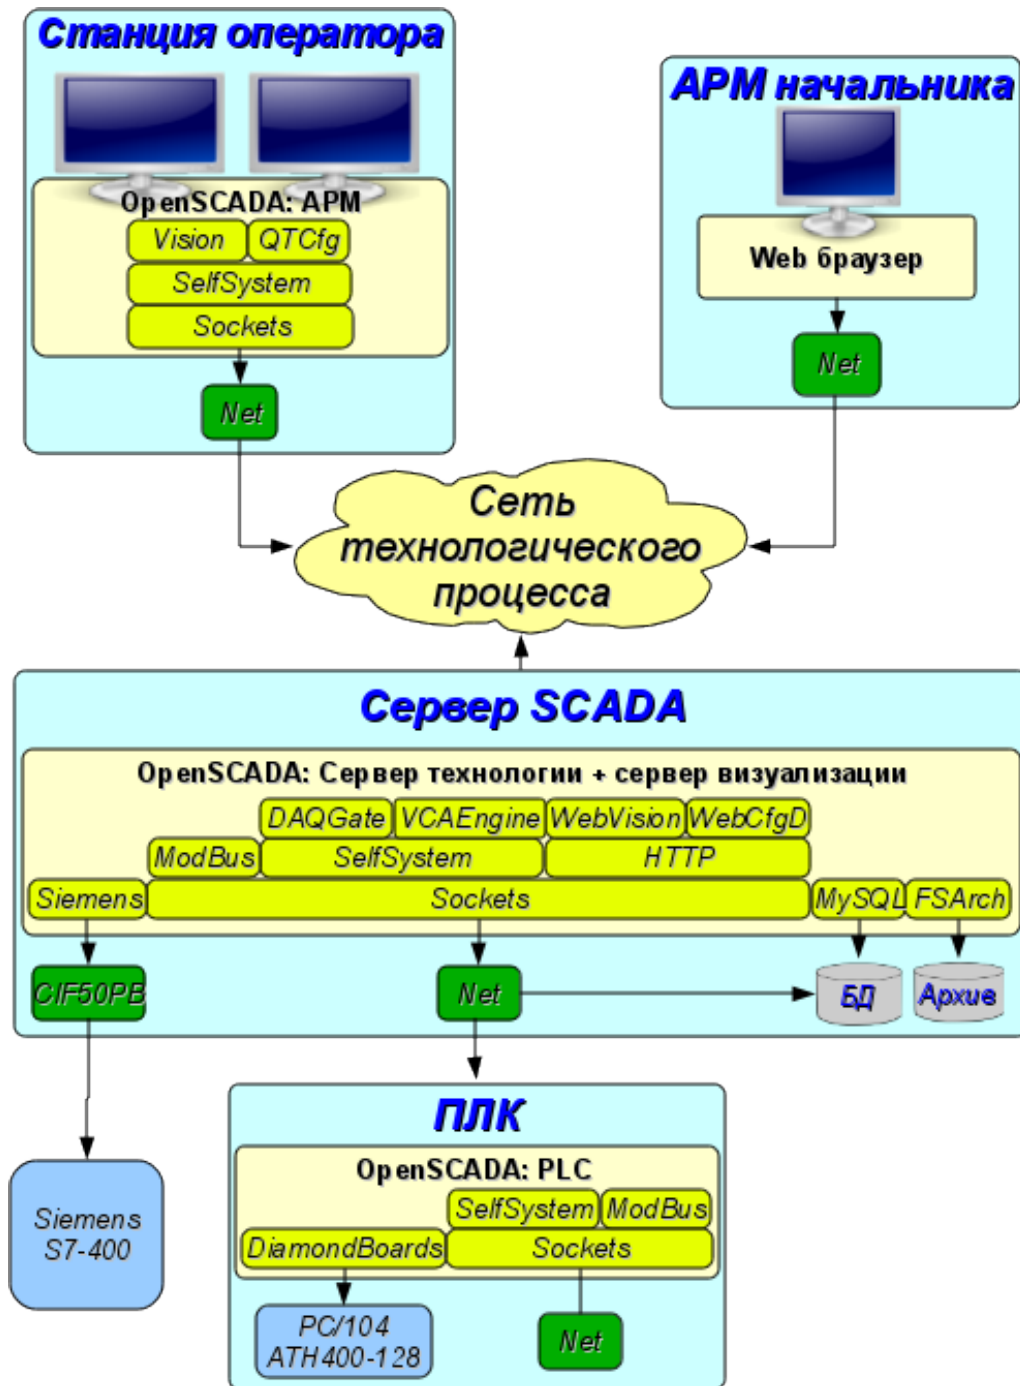 Станция оператора
OpenSCADA: АРМ
Vision QTCfg
SelfSystem
Sockets
Net
АРМ начальника
Web браузер
Net
Сеть
технологического
процесса
Сервер SCADA
OpenSCADA: Сервер технологии + сервер визуализации
DAQGate VCAEngine WebVision WebCfgD
ModBus SelfSystem HTTP
Siemens Sockets MySQL FSArch
CIF50PB Net БД Архив
ПЛК
OpenSCADA: PLC
SelfSystem ModBus
DiamondBoards Sockets
Siemens
S7-400
PC/104
ATH400-128
Net